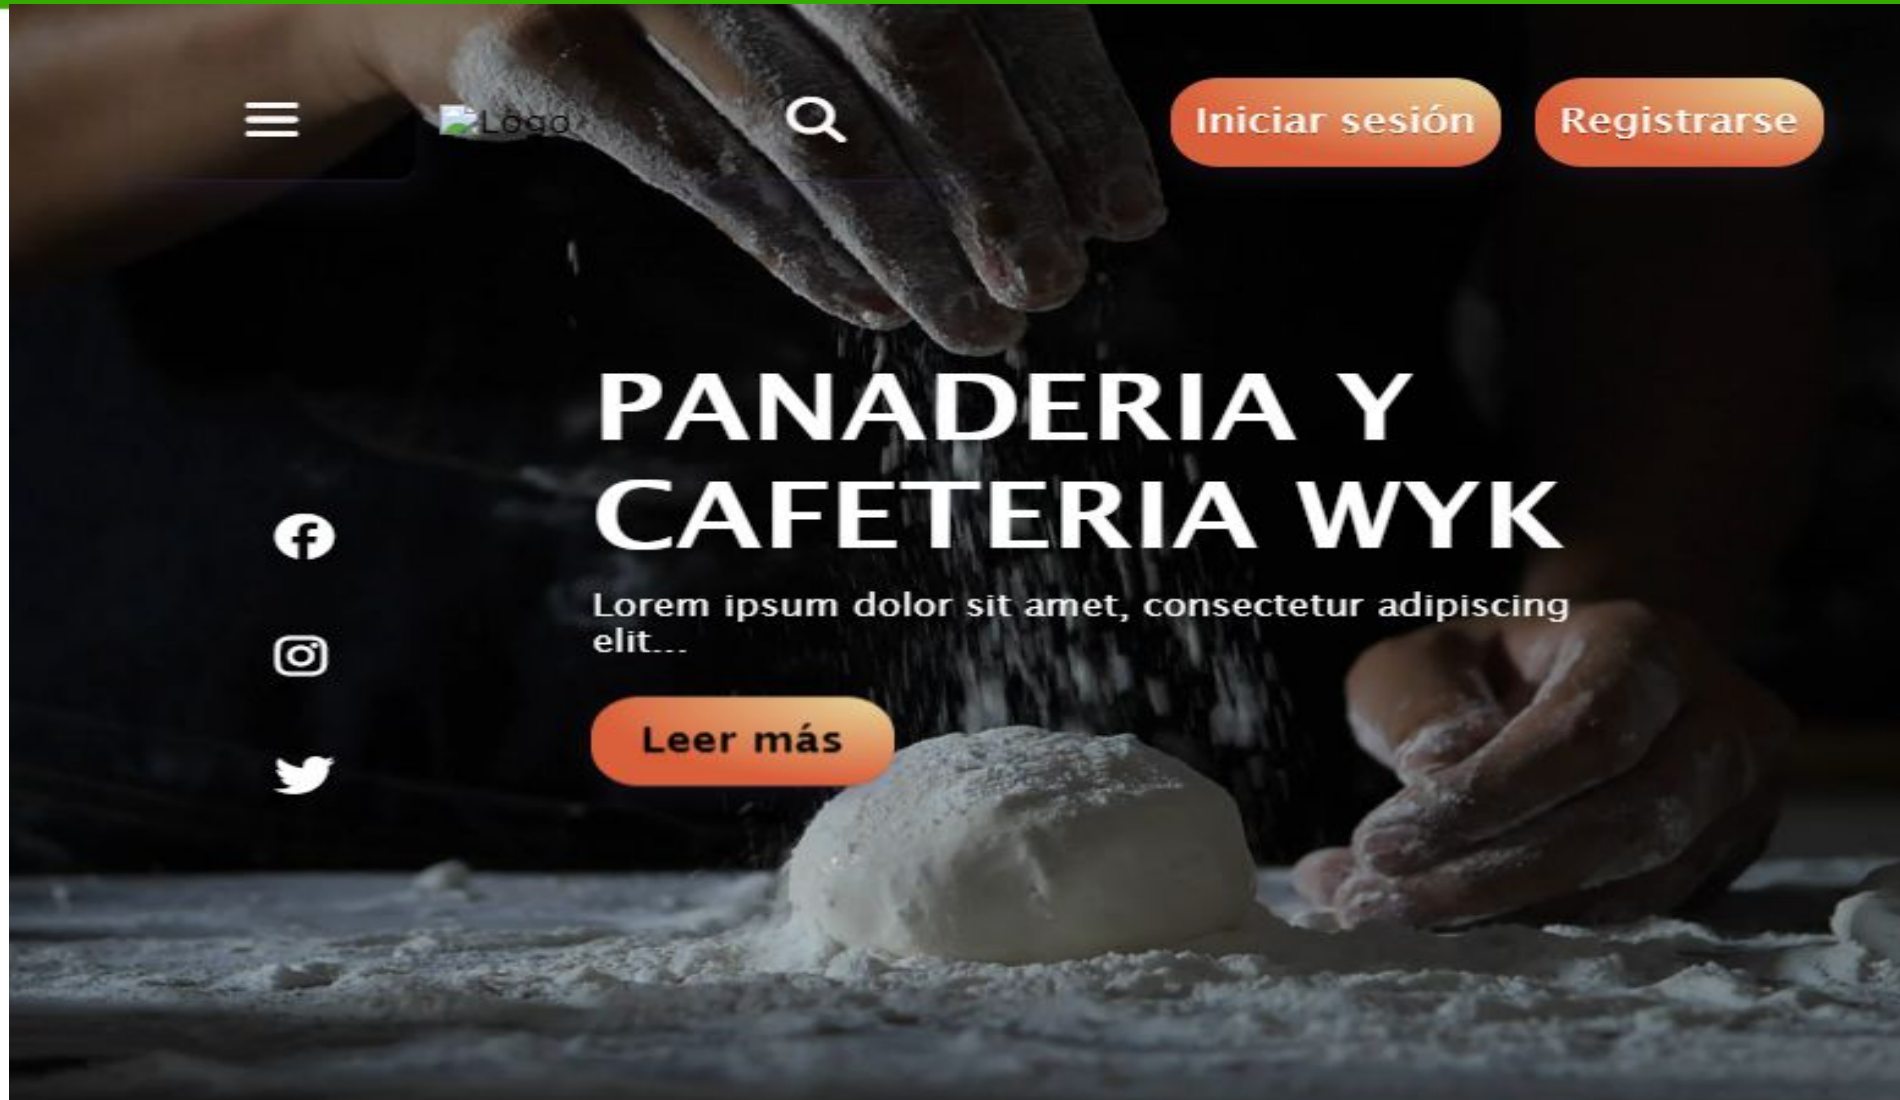 Logo
Iniciar sesión
Registrarse
PANADERIA Y
CAFETERIA WYK
Lorem ipsum dolor sit amet, consectetur adipiscing
elit...
Leer más